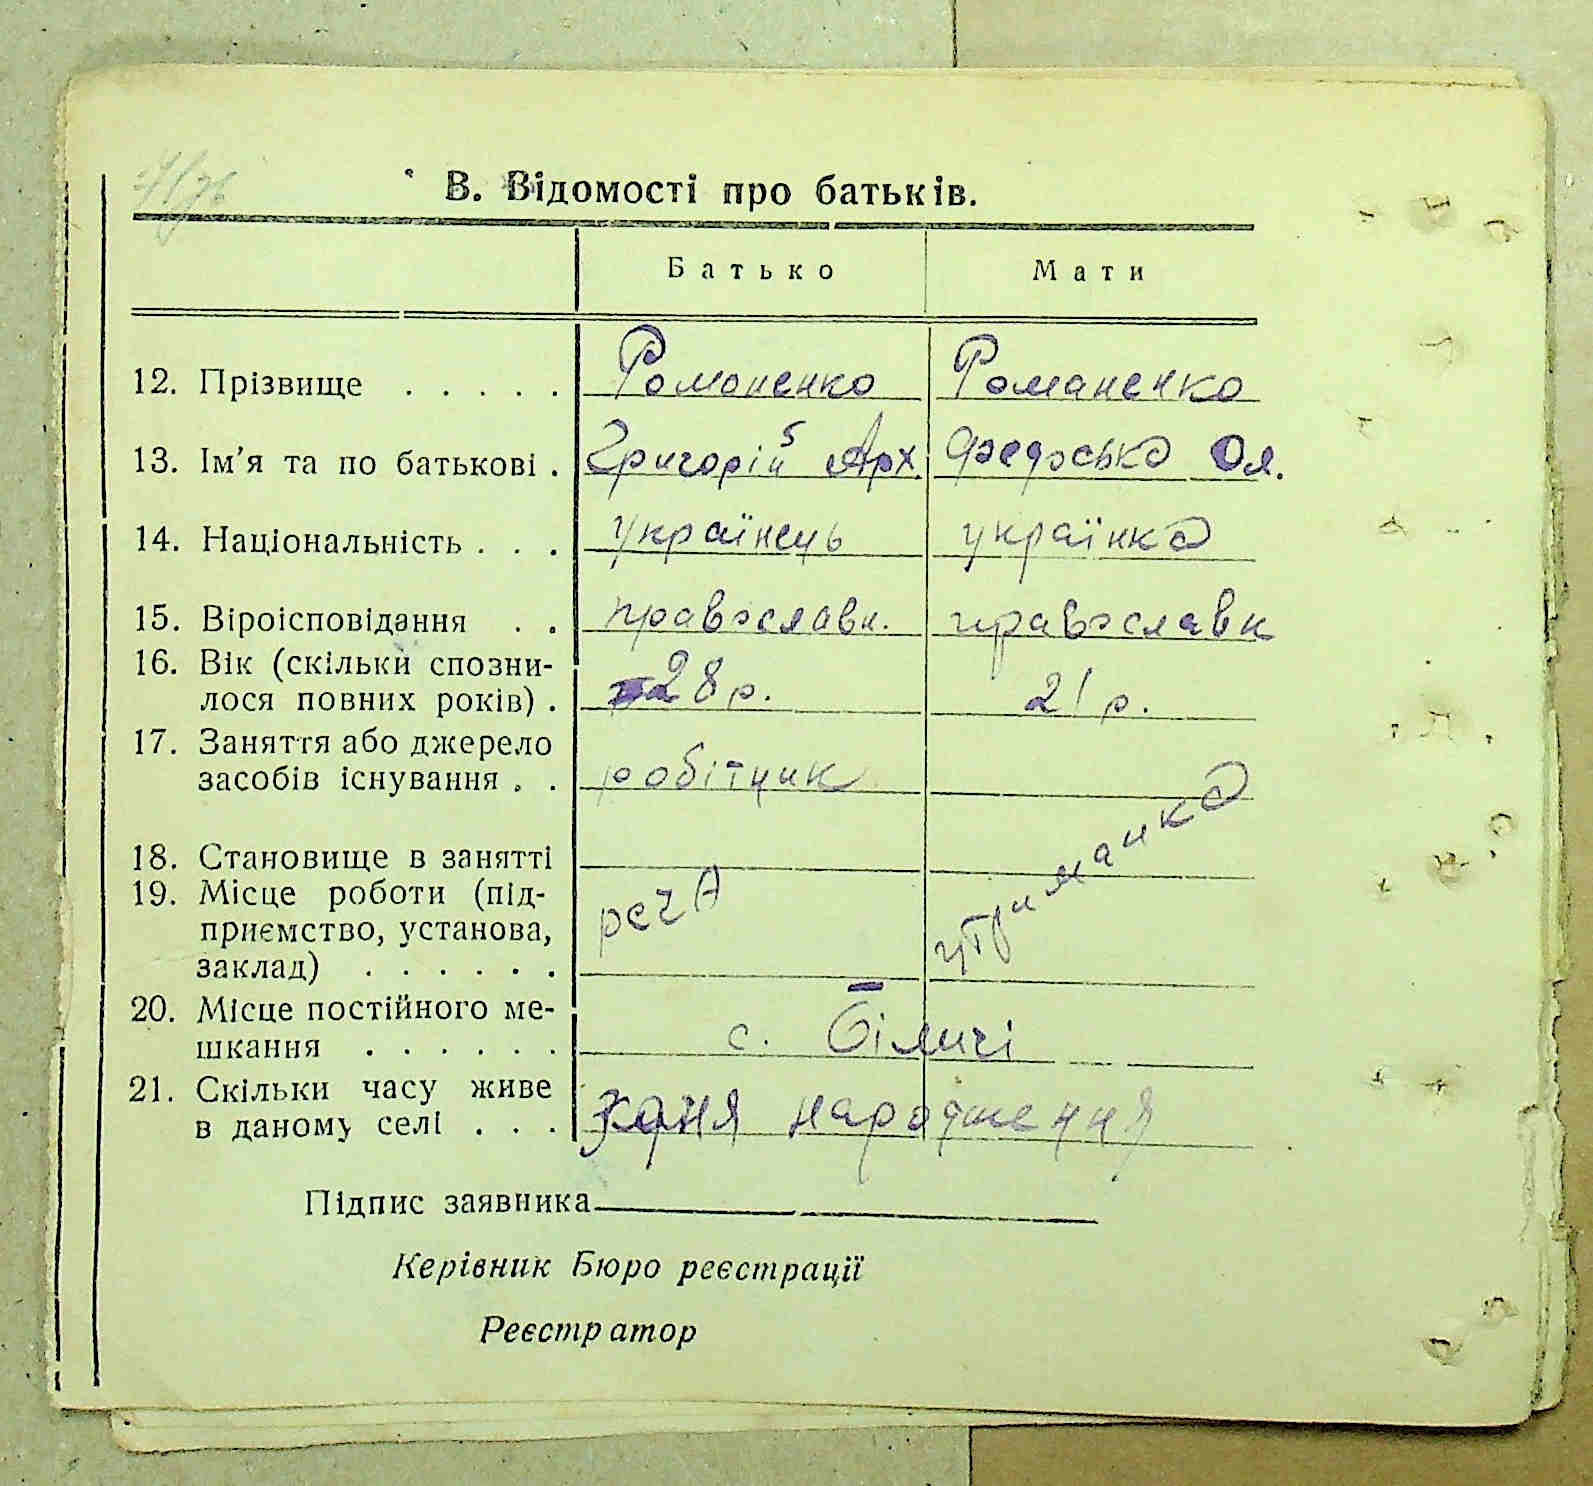 В. Відомості про батьків.
Батько Мати
12. Прізвище . . . . . Романенко Романенко
13. Ім'я та по батькові . Григорій Арх. Федоська Ол.
14. Національність . . . українець українка
15. Віроісповідання . . православн. православн
16. Вік (скільки спозни-
лося повних років) . 28 р. 21 р.
17. Заняття або джерело
засобів існування . . робітник
утриманка
18. Становище в занятті
19. Місце роботи (під-
приємство, установа,
заклад) . . . . . .
20. Місце постійного ме-
шкання . . . . . . с. Біличі
21. Скільки часу живе
в даному селі . . . з дня народження
Підпис заявника
Керівник Бюро реєстрації
Реєстратор